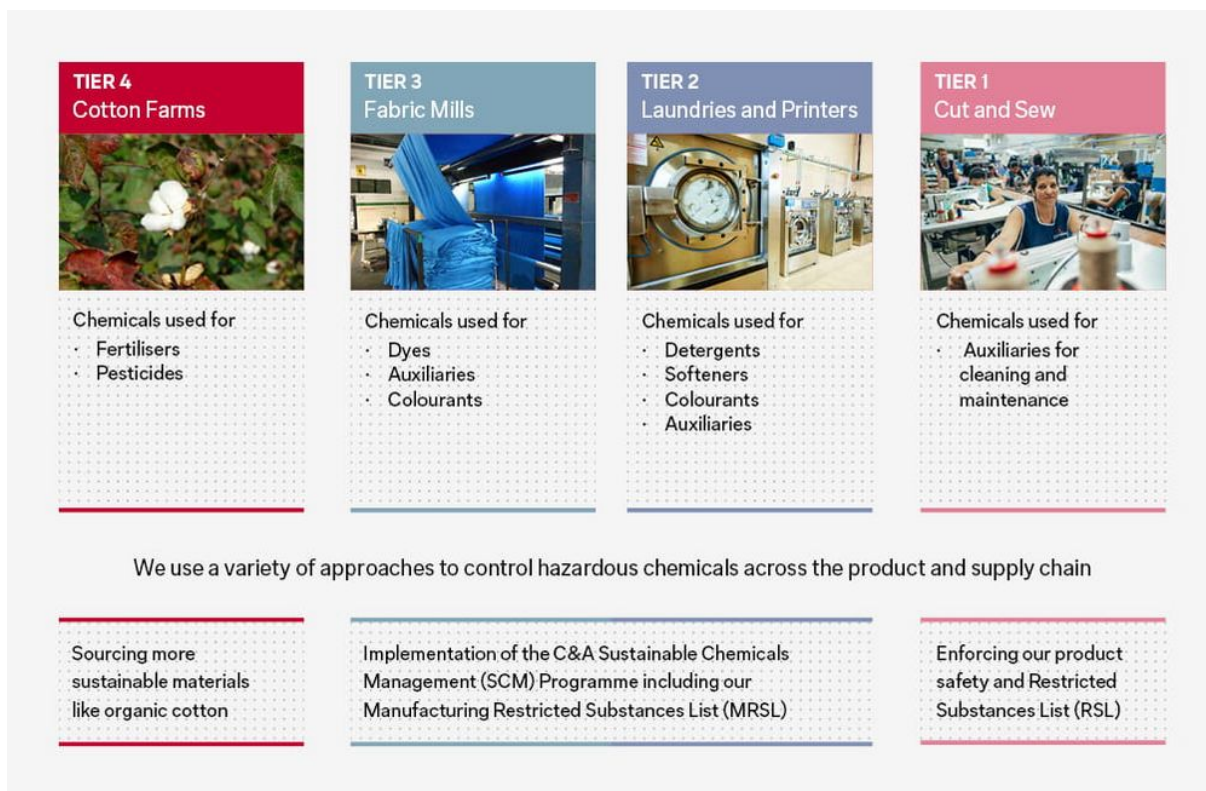 TIER 4
Cotton Farms
Chemicals used for
· Fertilisers
· Pesticides
TIER 3
Fabric Mills
Chemicals used for
· Dyes
· Auxiliaries
· Colourants
TIER 2
Laundries and Printers
Chemicals used for
· Detergents
· Softeners
· Colourants
· Auxiliaries
TIER 1
Cut and Sew
Chemicals used for
· Auxiliaries for
cleaning and
maintenance
We use a variety of approaches to control hazardous chemicals across the product and supply chain
Sourcing more
sustainable materials
like organic cotton
Implementation of the C&A Sustainable Chemicals
Management (SCM) Programme including our
Manufacturing Restricted Substances List (MRSL)
Enforcing our product
safety and Restricted
Substances List (RSL)